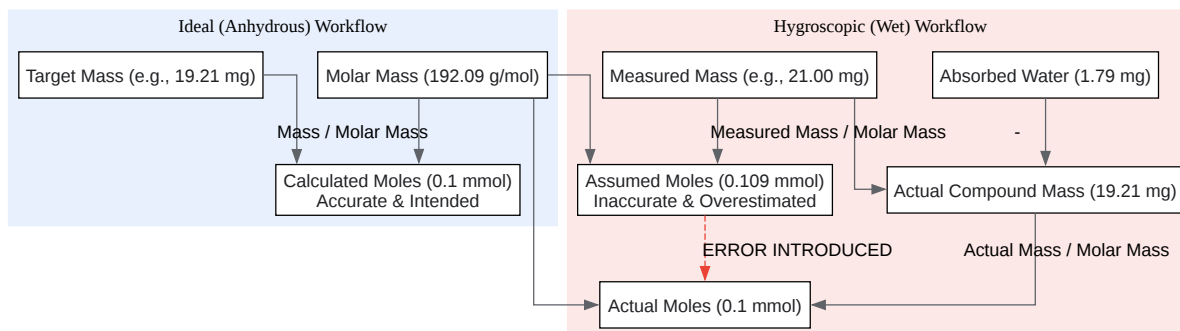 Ideal (Anhydrous) Workflow
Hygroscopic (Wet) Workflow
Target Mass (e.g., 19.21 mg)
Molar Mass (192.09 g/mol)
Measured Mass (e.g., 21.00 mg)
Absorbed Water (1.79 mg)
Mass / Molar Mass
Measured Mass / Molar Mass
-
Calculated Moles (0.1 mmol)
Accurate & Intended
Assumed Moles (0.109 mmol)
Inaccurate & Overestimated
Actual Compound Mass (19.21 mg)
ERROR INTRODUCED
Actual Mass / Molar Mass
Actual Moles (0.1 mmol)